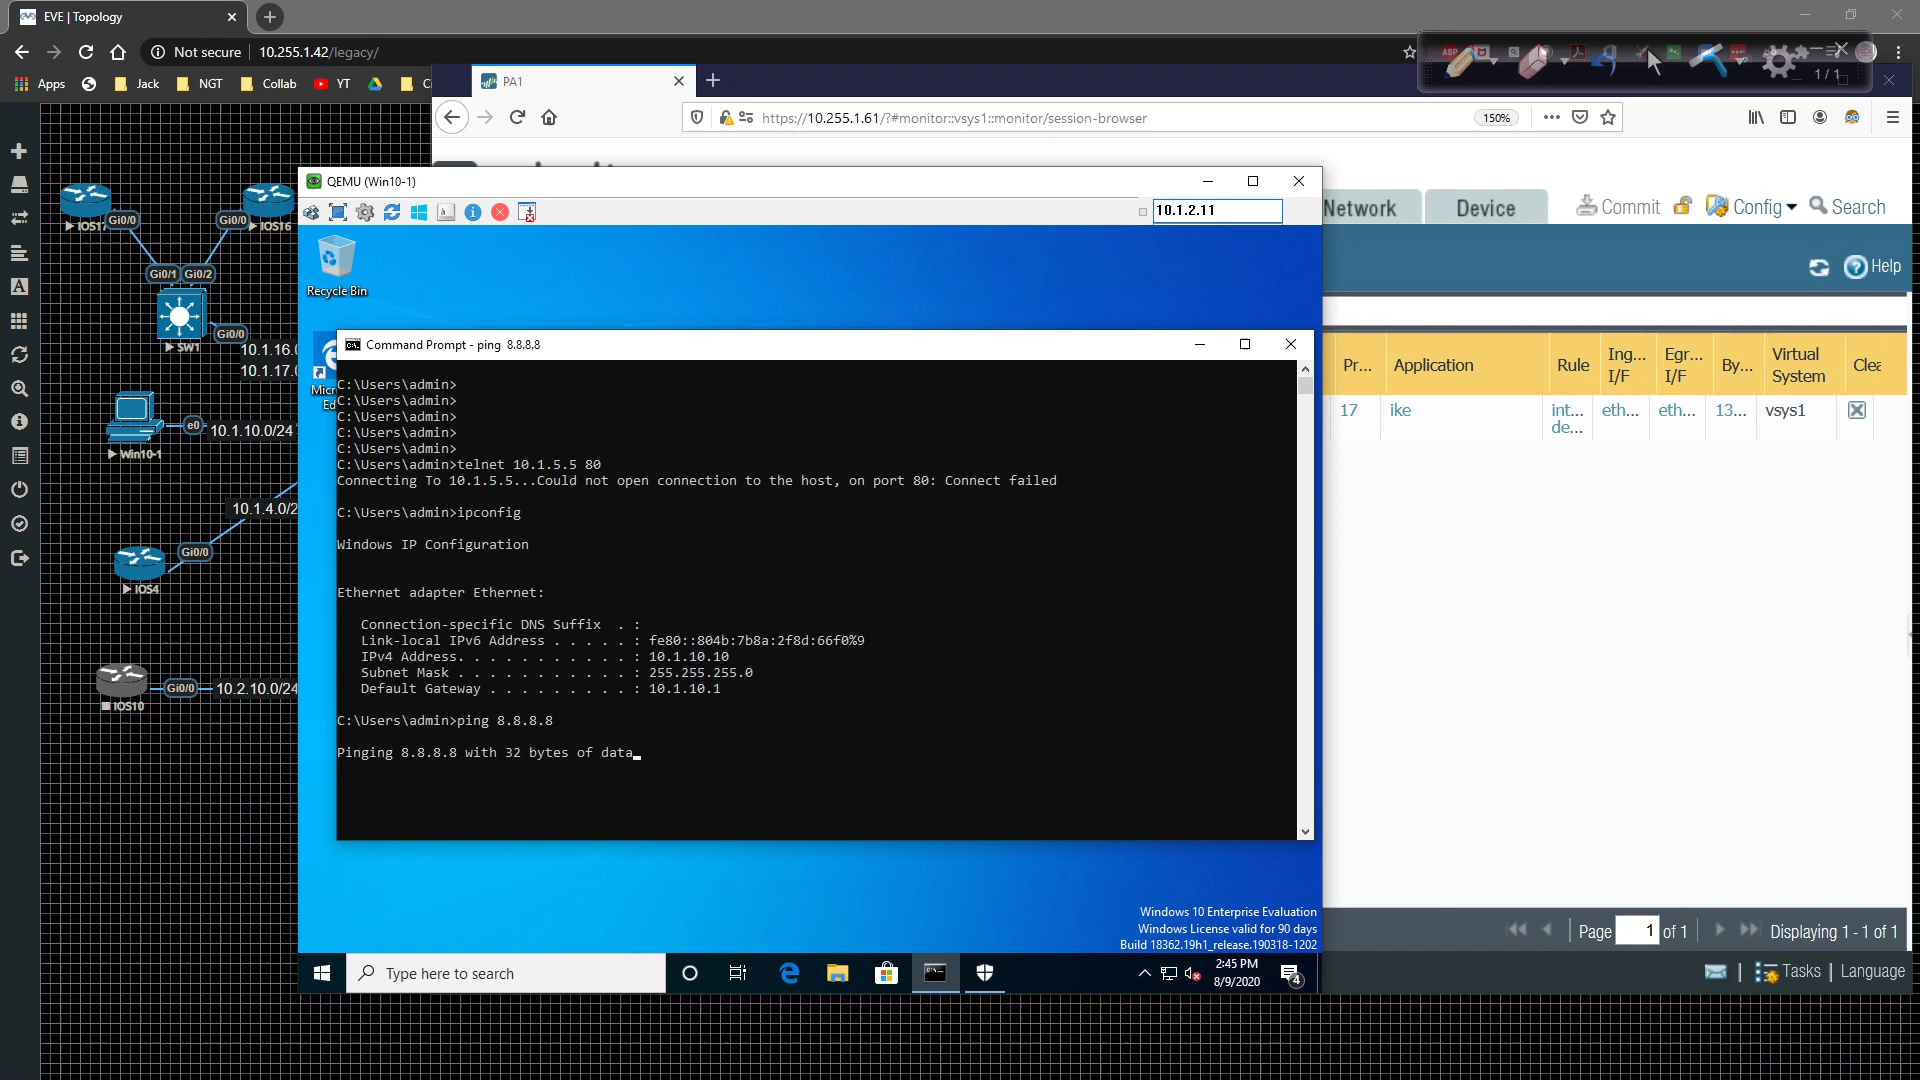 EVE | Topology
Not secure
10.255.1.42/legacy/
Apps
Jack
NGT
Collab
YT
PA1
1 / 1
https://10.255.1.61/?#monitor::vsys1::monitor/session-browser
150%
IOS17
Gi0/0
Gi0/0
IOS16
Gi0/1
Gi0/2
SW1
Gi0/0
10.1.16.
10.1.17.
Win10-1
e0
10.1.10.0/24
10.1.4.0/2
IOS4
Gi0/0
IOS10
Gi0/0
10.2.10.0/24
QEMU (Win10-1)
10.1.2.11
Recycle Bin
Network
Device
Commit
Config
Search
Help
Pr...
Application
Rule
Ing... I/F
Egr... I/F
By...
Virtual System
17
ike
int... de...
eth...
eth...
13...
vsys1
Command Prompt - ping 8.8.8.8
C:\Users\admin>
C:\Users\admin>
C:\Users\admin>
C:\Users\admin>
C:\Users\admin>
C:\Users\admin>telnet 10.1.5.5 80
Connecting To 10.1.5.5...Could not open connection to the host, on port 80: Connect failed
C:\Users\admin>ipconfig
Windows IP Configuration
Ethernet adapter Ethernet:
Connection-specific DNS Suffix . :
Link-local IPv6 Address . . . . . : fe80::804b:7b8a:2f8d:66f0%9
IPv4 Address. . . . . . . . . . . : 10.1.10.10
Subnet Mask . . . . . . . . . . . : 255.255.255.0
Default Gateway . . . . . . . . . : 10.1.10.1
C:\Users\admin>ping 8.8.8.8
Pinging 8.8.8.8 with 32 bytes of data
Windows 10 Enterprise Evaluation
Windows License valid for 90 days
Build 18362.19h1_release.190318-1202
Page 1 of 1
Displaying 1 - 1 of 1
Tasks
Language
Type here to search
2:45 PM
8/9/2020
4